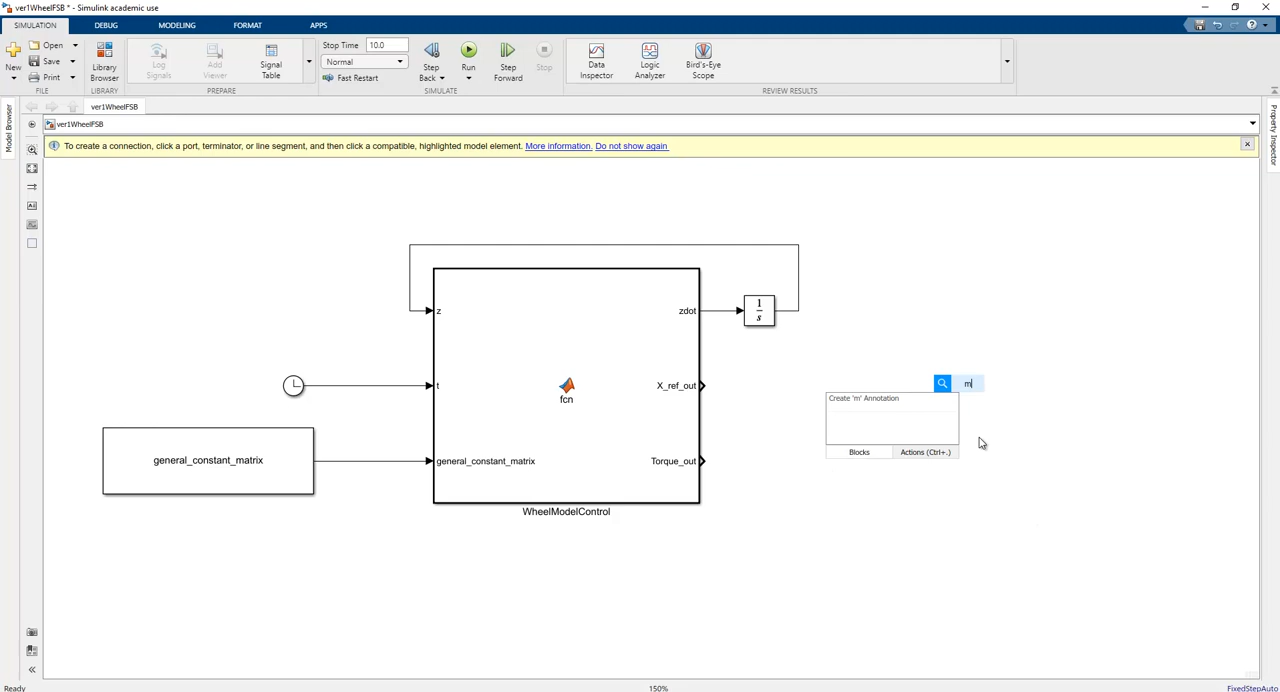 ver1WheelFSB * - Simulink academic use
SIMULATION DEBUG MODELING FORMAT APPS
New
Open
Save
Print
FILE
Library Browser
LIBRARY
Log Signals
Add Viewer
Signal Table
PREPARE
Stop Time 10.0
Normal
Fast Restart
Step Back
Run
Step Forward
Stop
SIMULATE
Data Inspector
Logic Analyzer
Bird's-Eye Scope
REVIEW RESULTS
Model Browser
Property Inspector
ver1WheelFSB
ver1WheelFSB
To create a connection, click a port, terminator, or line segment, and then click a compatible, highlighted model element. More information. Do not show again
z
zdot
1
s
t
fcn
X_ref_out
general_constant_matrix
general_constant_matrix
Torque_out
WheelModelControl
m
Create 'm' Annotation
Blocks
Actions (Ctrl+.)
Ready
150%
FixedStepAuto